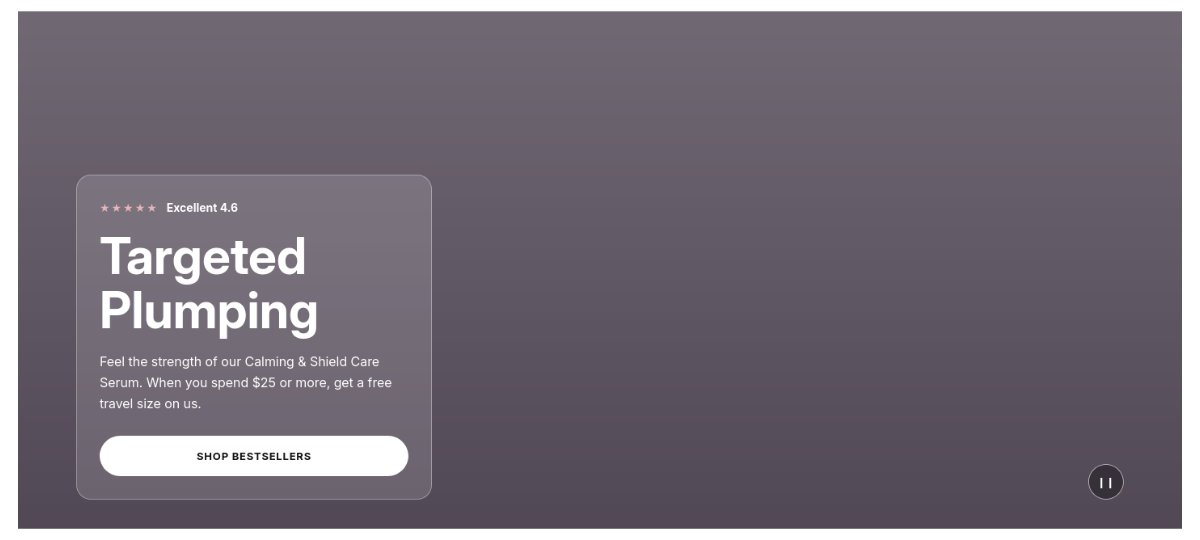 ★★★★★ Excellent 4.6
Targeted
Plumping
Feel the strength of our Calming & Shield Care
Serum. When you spend $25 or more, get a free
travel size on us.
SHOP BESTSELLERS